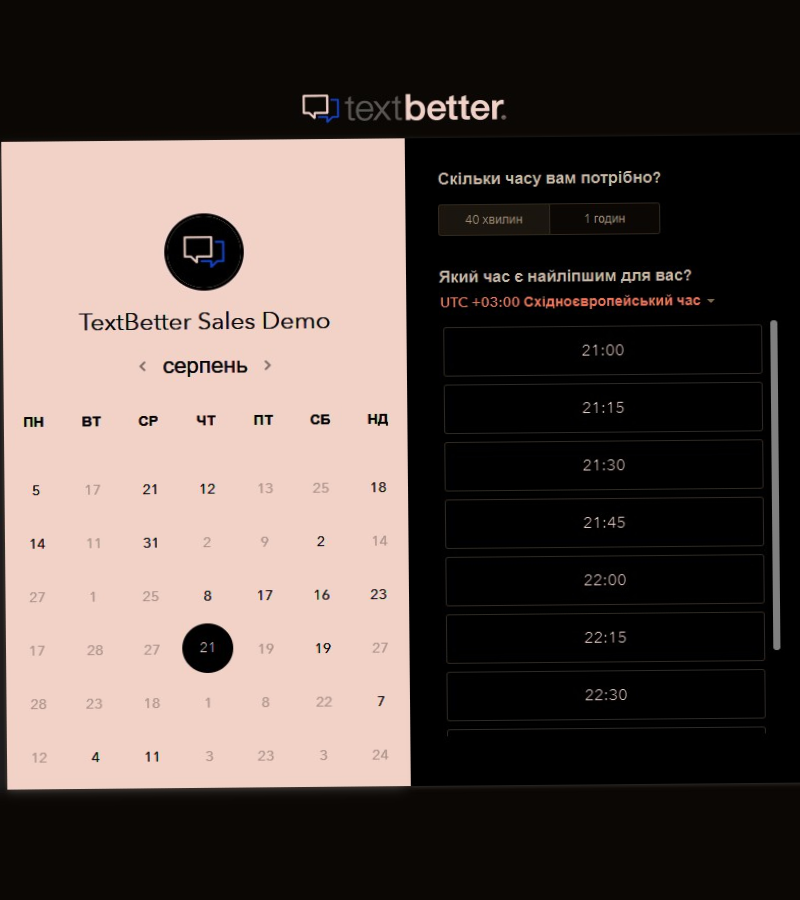 textbetter.
TextBetter Sales Demo
серпень
ПН ВТ СР ЧТ ПТ СБ НД
5 17 21 12 13 25 18
14 11 31 2 9 2 14
27 1 25 8 17 16 23
17 28 27 21 19 19 27
28 23 18 1 8 22 7
12 4 11 3 23 3 24
Скільки часу вам потрібно?
40 хвилин 1 годин
Який час є найліпшим для вас?
UTC +03:00 Східноєвропейський час
21:00
21:15
21:30
21:45
22:00
22:15
22:30